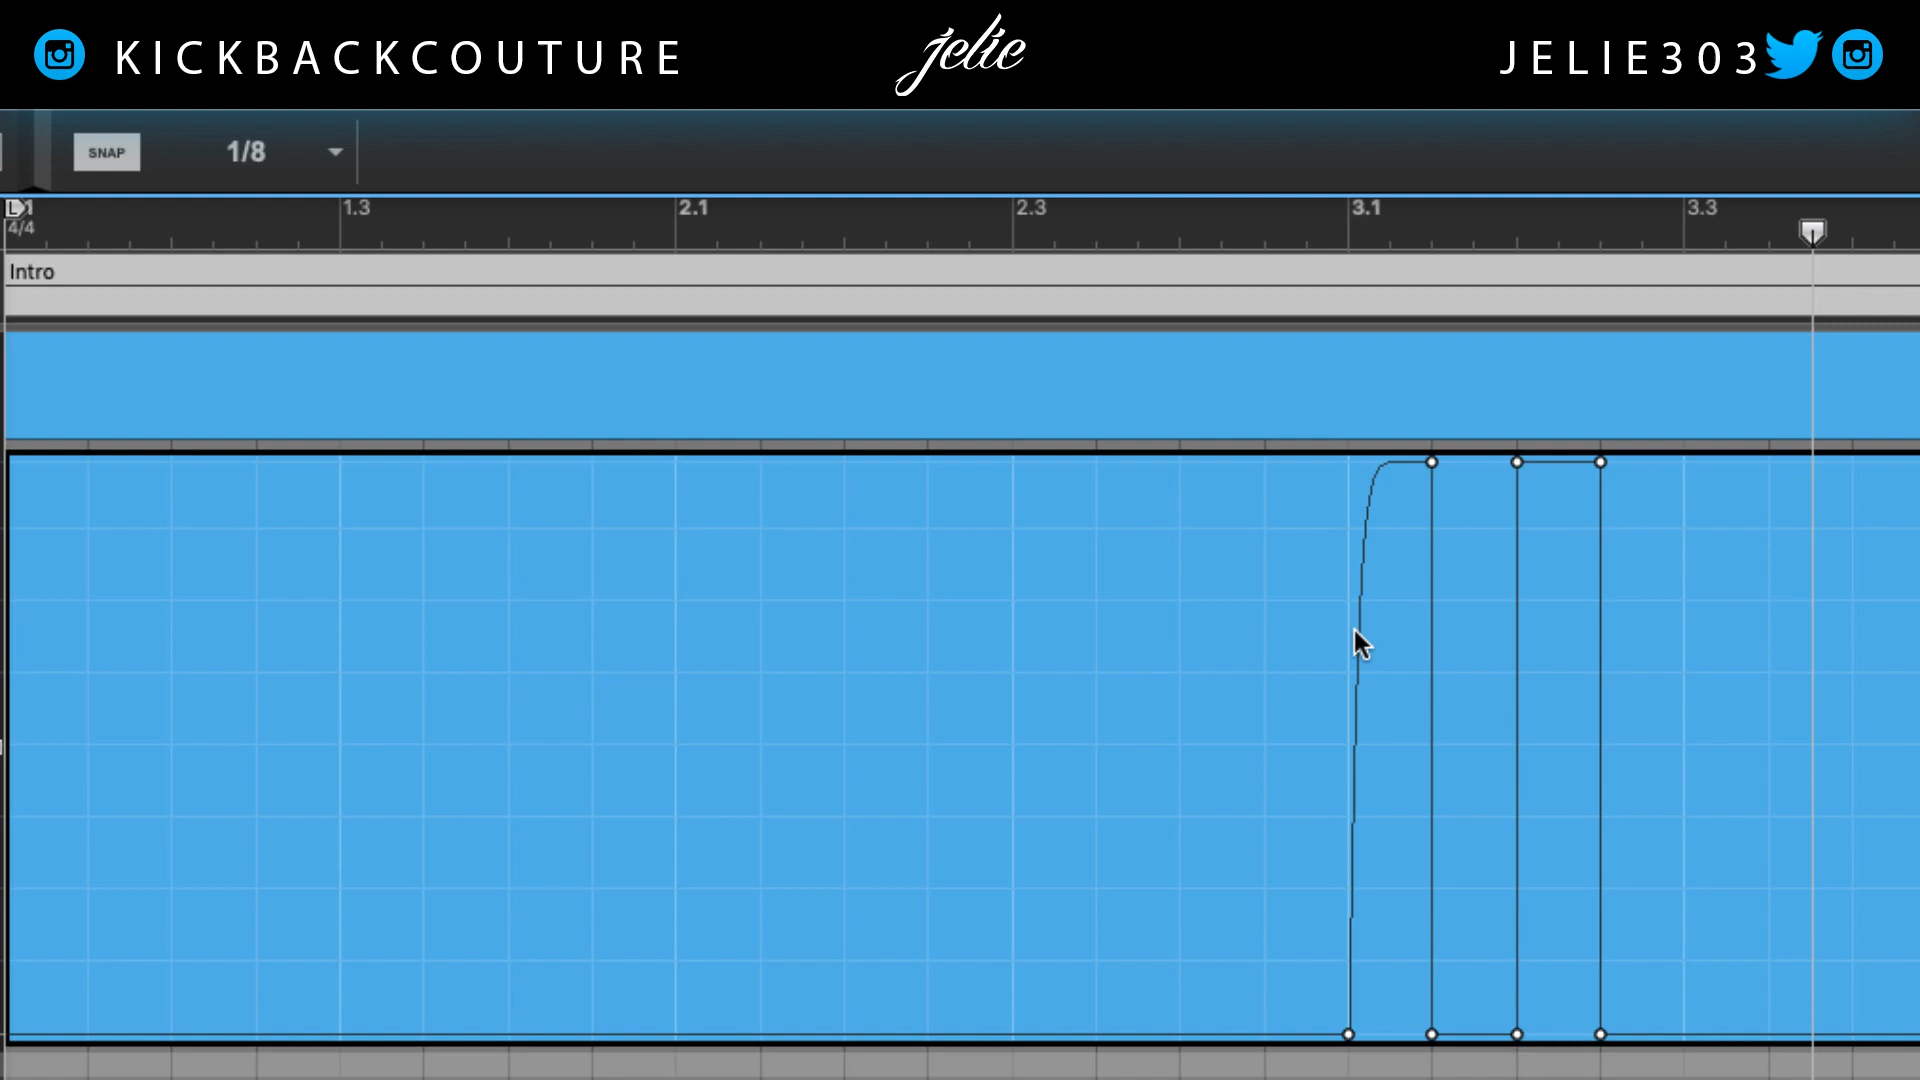 KICKBACKCOUTURE
jelie
JELIE303
SNAP
1/8
L
1
1.3
2.1
2.3
3.1
3.3
4/4
Intro